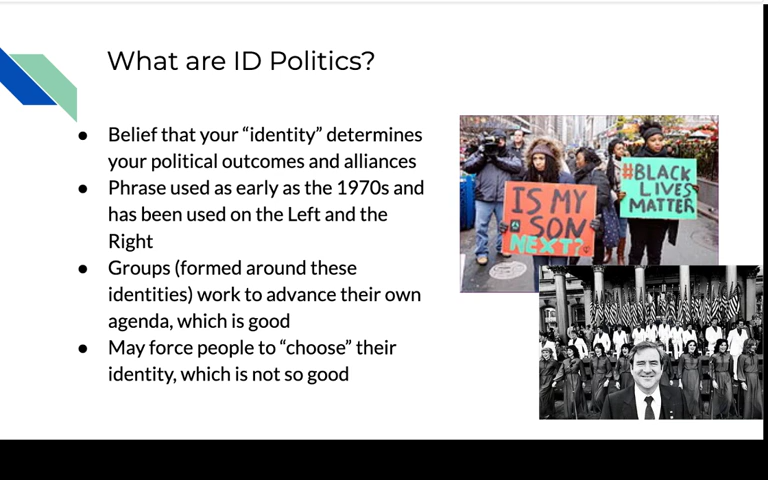 What are ID Politics?
● Belief that your “identity” determines
your political outcomes and alliances
● Phrase used as early as the 1970s and
has been used on the Left and the
Right
● Groups (formed around these
identities) work to advance their own
agenda, which is good
● May force people to “choose” their
identity, which is not so good
IS MY
SON
NEXT?
#BLACK
LIVES
MATTER